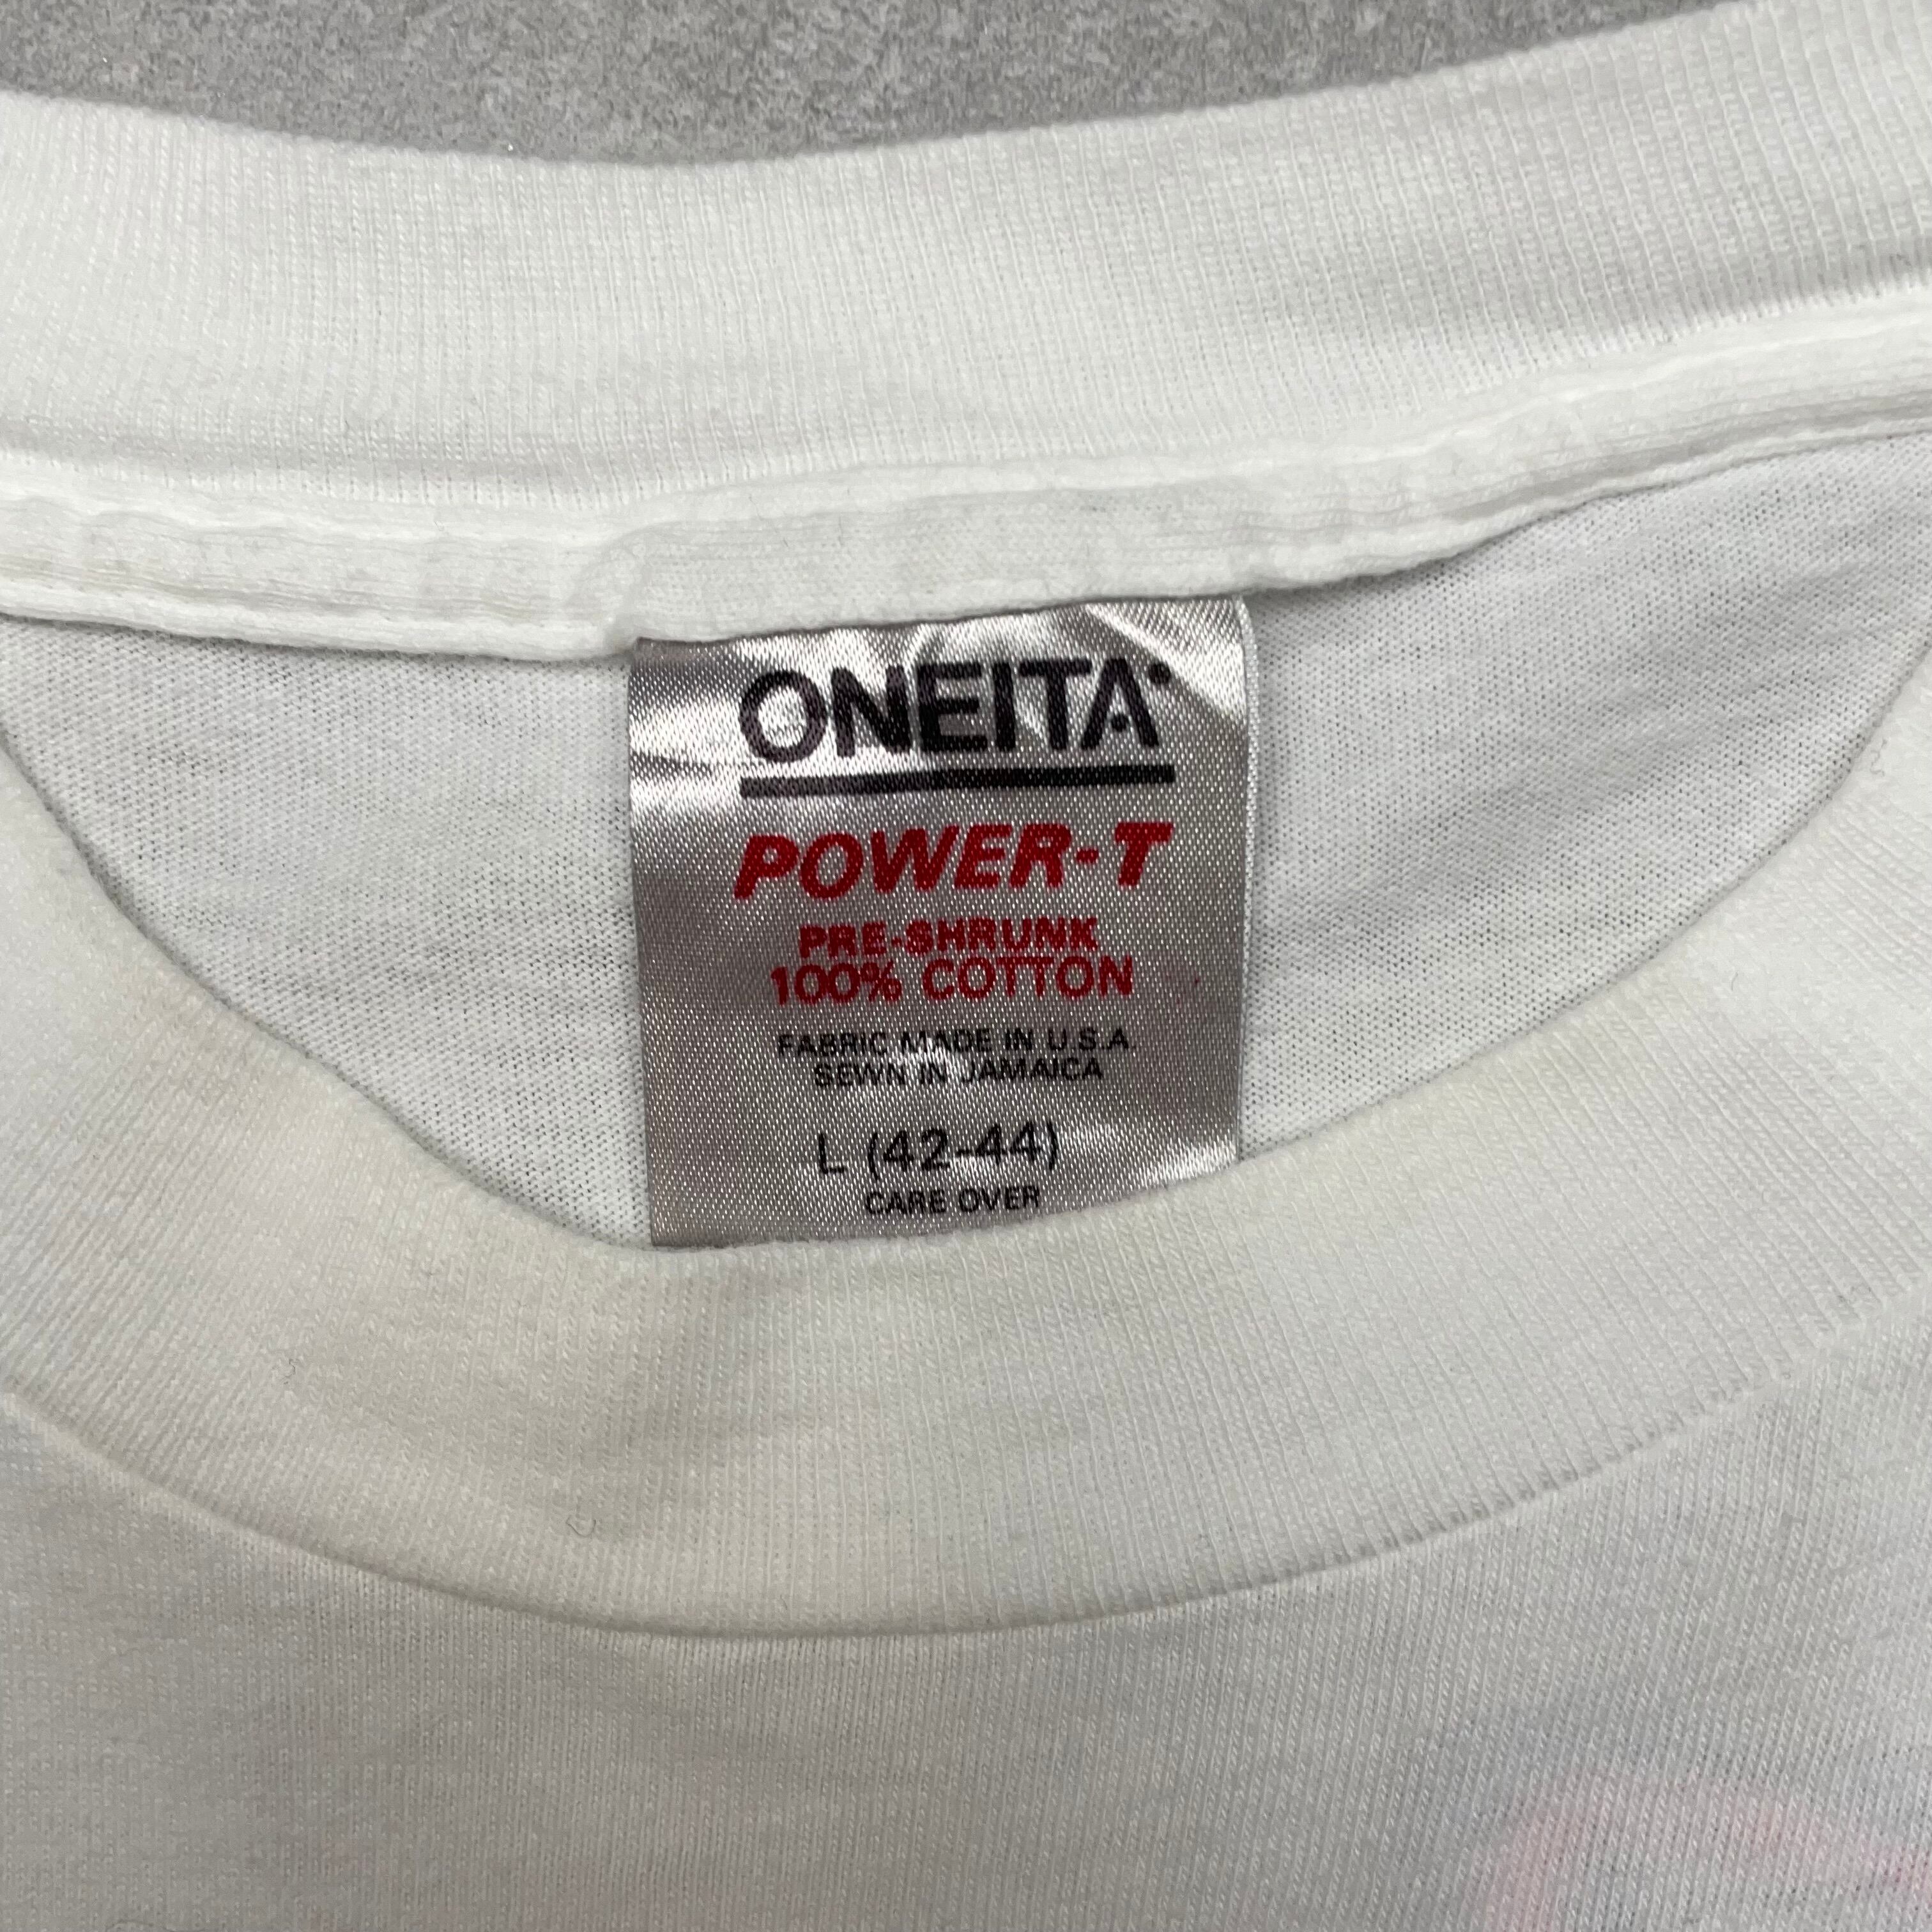 ONEITA
POWER-T
PRE-SHRUNK
100% COTTON
FABRIC MADE IN U.S.A
SEWN IN JAMAICA
L (42-44)
CARE OVER